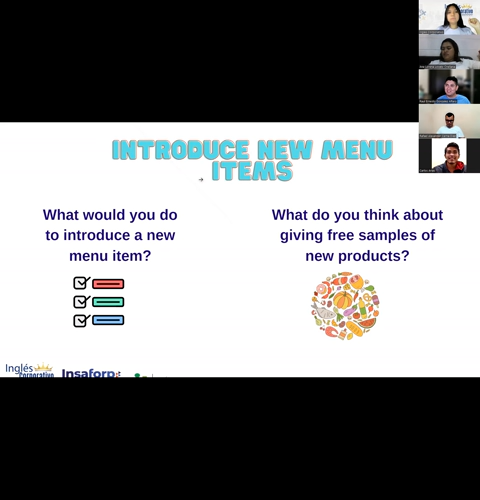 INTRODUCE NEW MENU
ITEMS
What would you do
to introduce a new
menu item?
What do you think about
giving free samples of
new products?
Inglés
corporativo
Insaforp